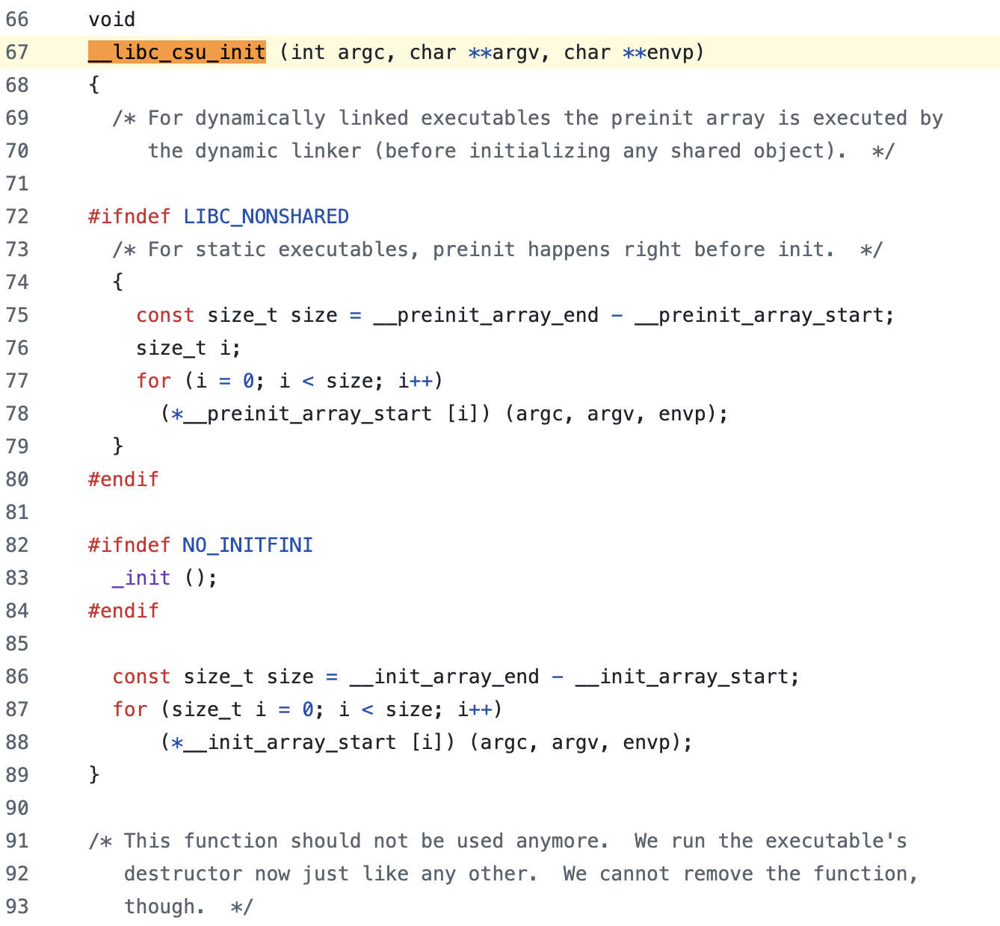 66 void
67 __libc_csu_init (int argc, char **argv, char **envp)
68 {
69 /* For dynamically linked executables the preinit array is executed by
70 the dynamic linker (before initializing any shared object).  */
71
72 #ifndef LIBC_NONSHARED
73 /* For static executables, preinit happens right before init.  */
74 {
75 const size_t size = __preinit_array_end - __preinit_array_start;
76 size_t i;
77 for (i = 0; i < size; i++)
78 (*__preinit_array_start [i]) (argc, argv, envp);
79 }
80 #endif
81
82 #ifndef NO_INITFINI
83 _init ();
84 #endif
85
86 const size_t size = __init_array_end - __init_array_start;
87 for (size_t i = 0; i < size; i++)
88 (*__init_array_start [i]) (argc, argv, envp);
89 }
90
91 /* This function should not be used anymore.  We run the executable's
92 destructor now just like any other.  We cannot remove the function,
93 though.  */